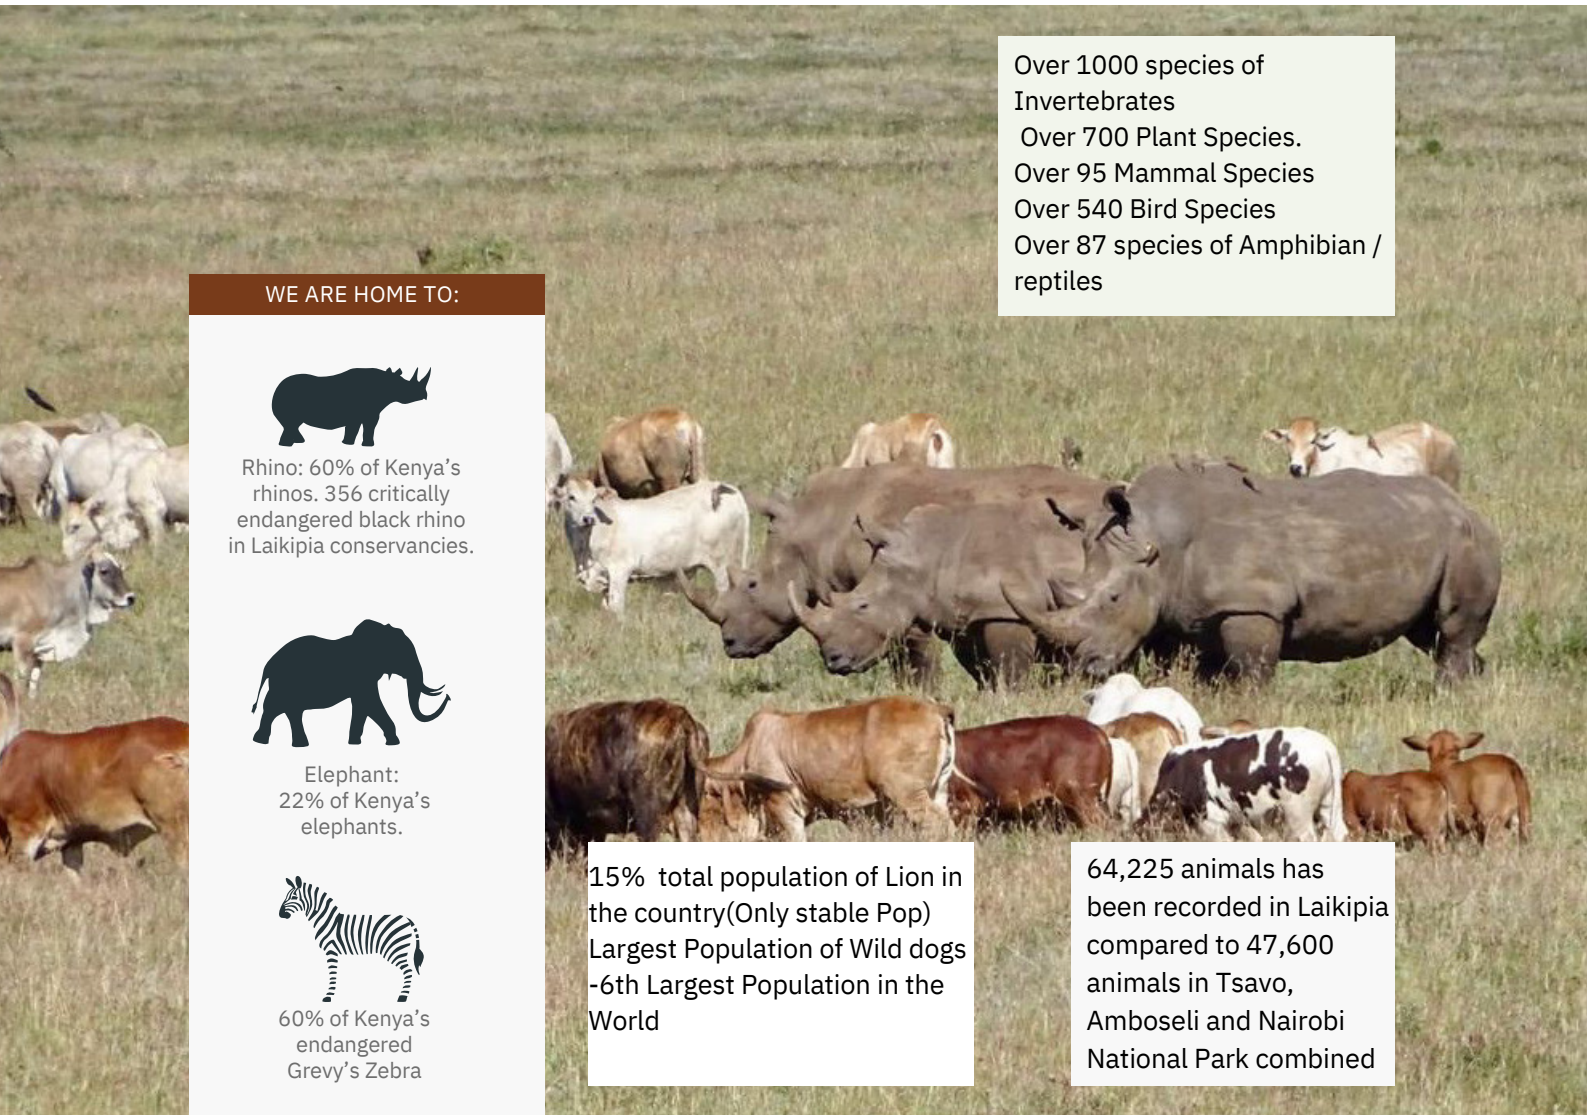 Over 1000 species of
Invertebrates
Over 700 Plant Species.
Over 95 Mammal Species
Over 540 Bird Species
Over 87 species of Amphibian /
reptiles
WE ARE HOME TO:
Rhino: 60% of Kenya’s
rhinos. 356 critically
endangered black rhino
in Laikipia conservancies.
Elephant:
22% of Kenya’s
elephants.
60% of Kenya’s
endangered
Grevy’s Zebra
15%  total population of Lion in
the country(Only stable Pop)
Largest Population of Wild dogs
-6th Largest Population in the
World
64,225 animals has
been recorded in Laikipia
compared to 47,600
animals in Tsavo,
Amboseli and Nairobi
National Park combined